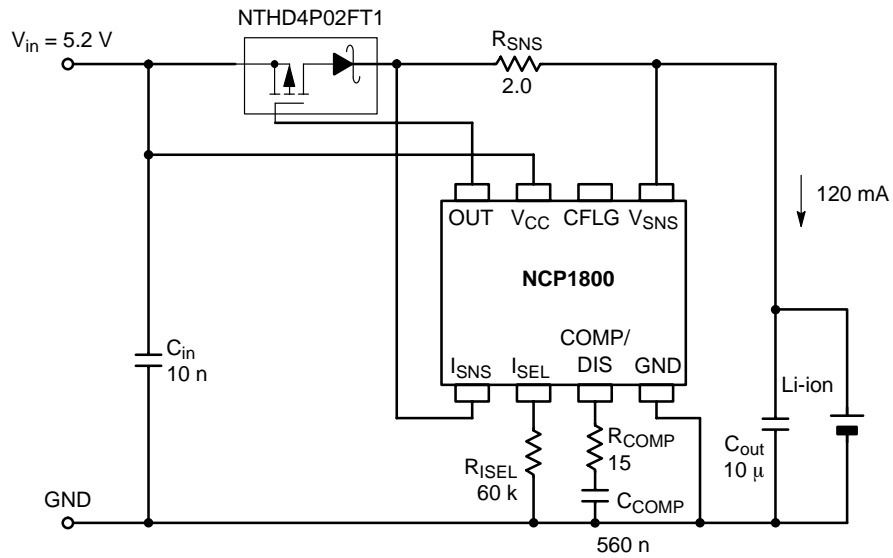 NTHD4P02FT1
V_in = 5.2 V
R_SNS
2.0
120 mA
OUT V_CC CFLG V_SNS
NCP1800
C_in
10 n
COMP/
I_SNS I_SEL DIS GND
Li-ion
R_COMP
15
C_out
10 μ
R_ISEL
60 k
C_COMP
GND
560 n